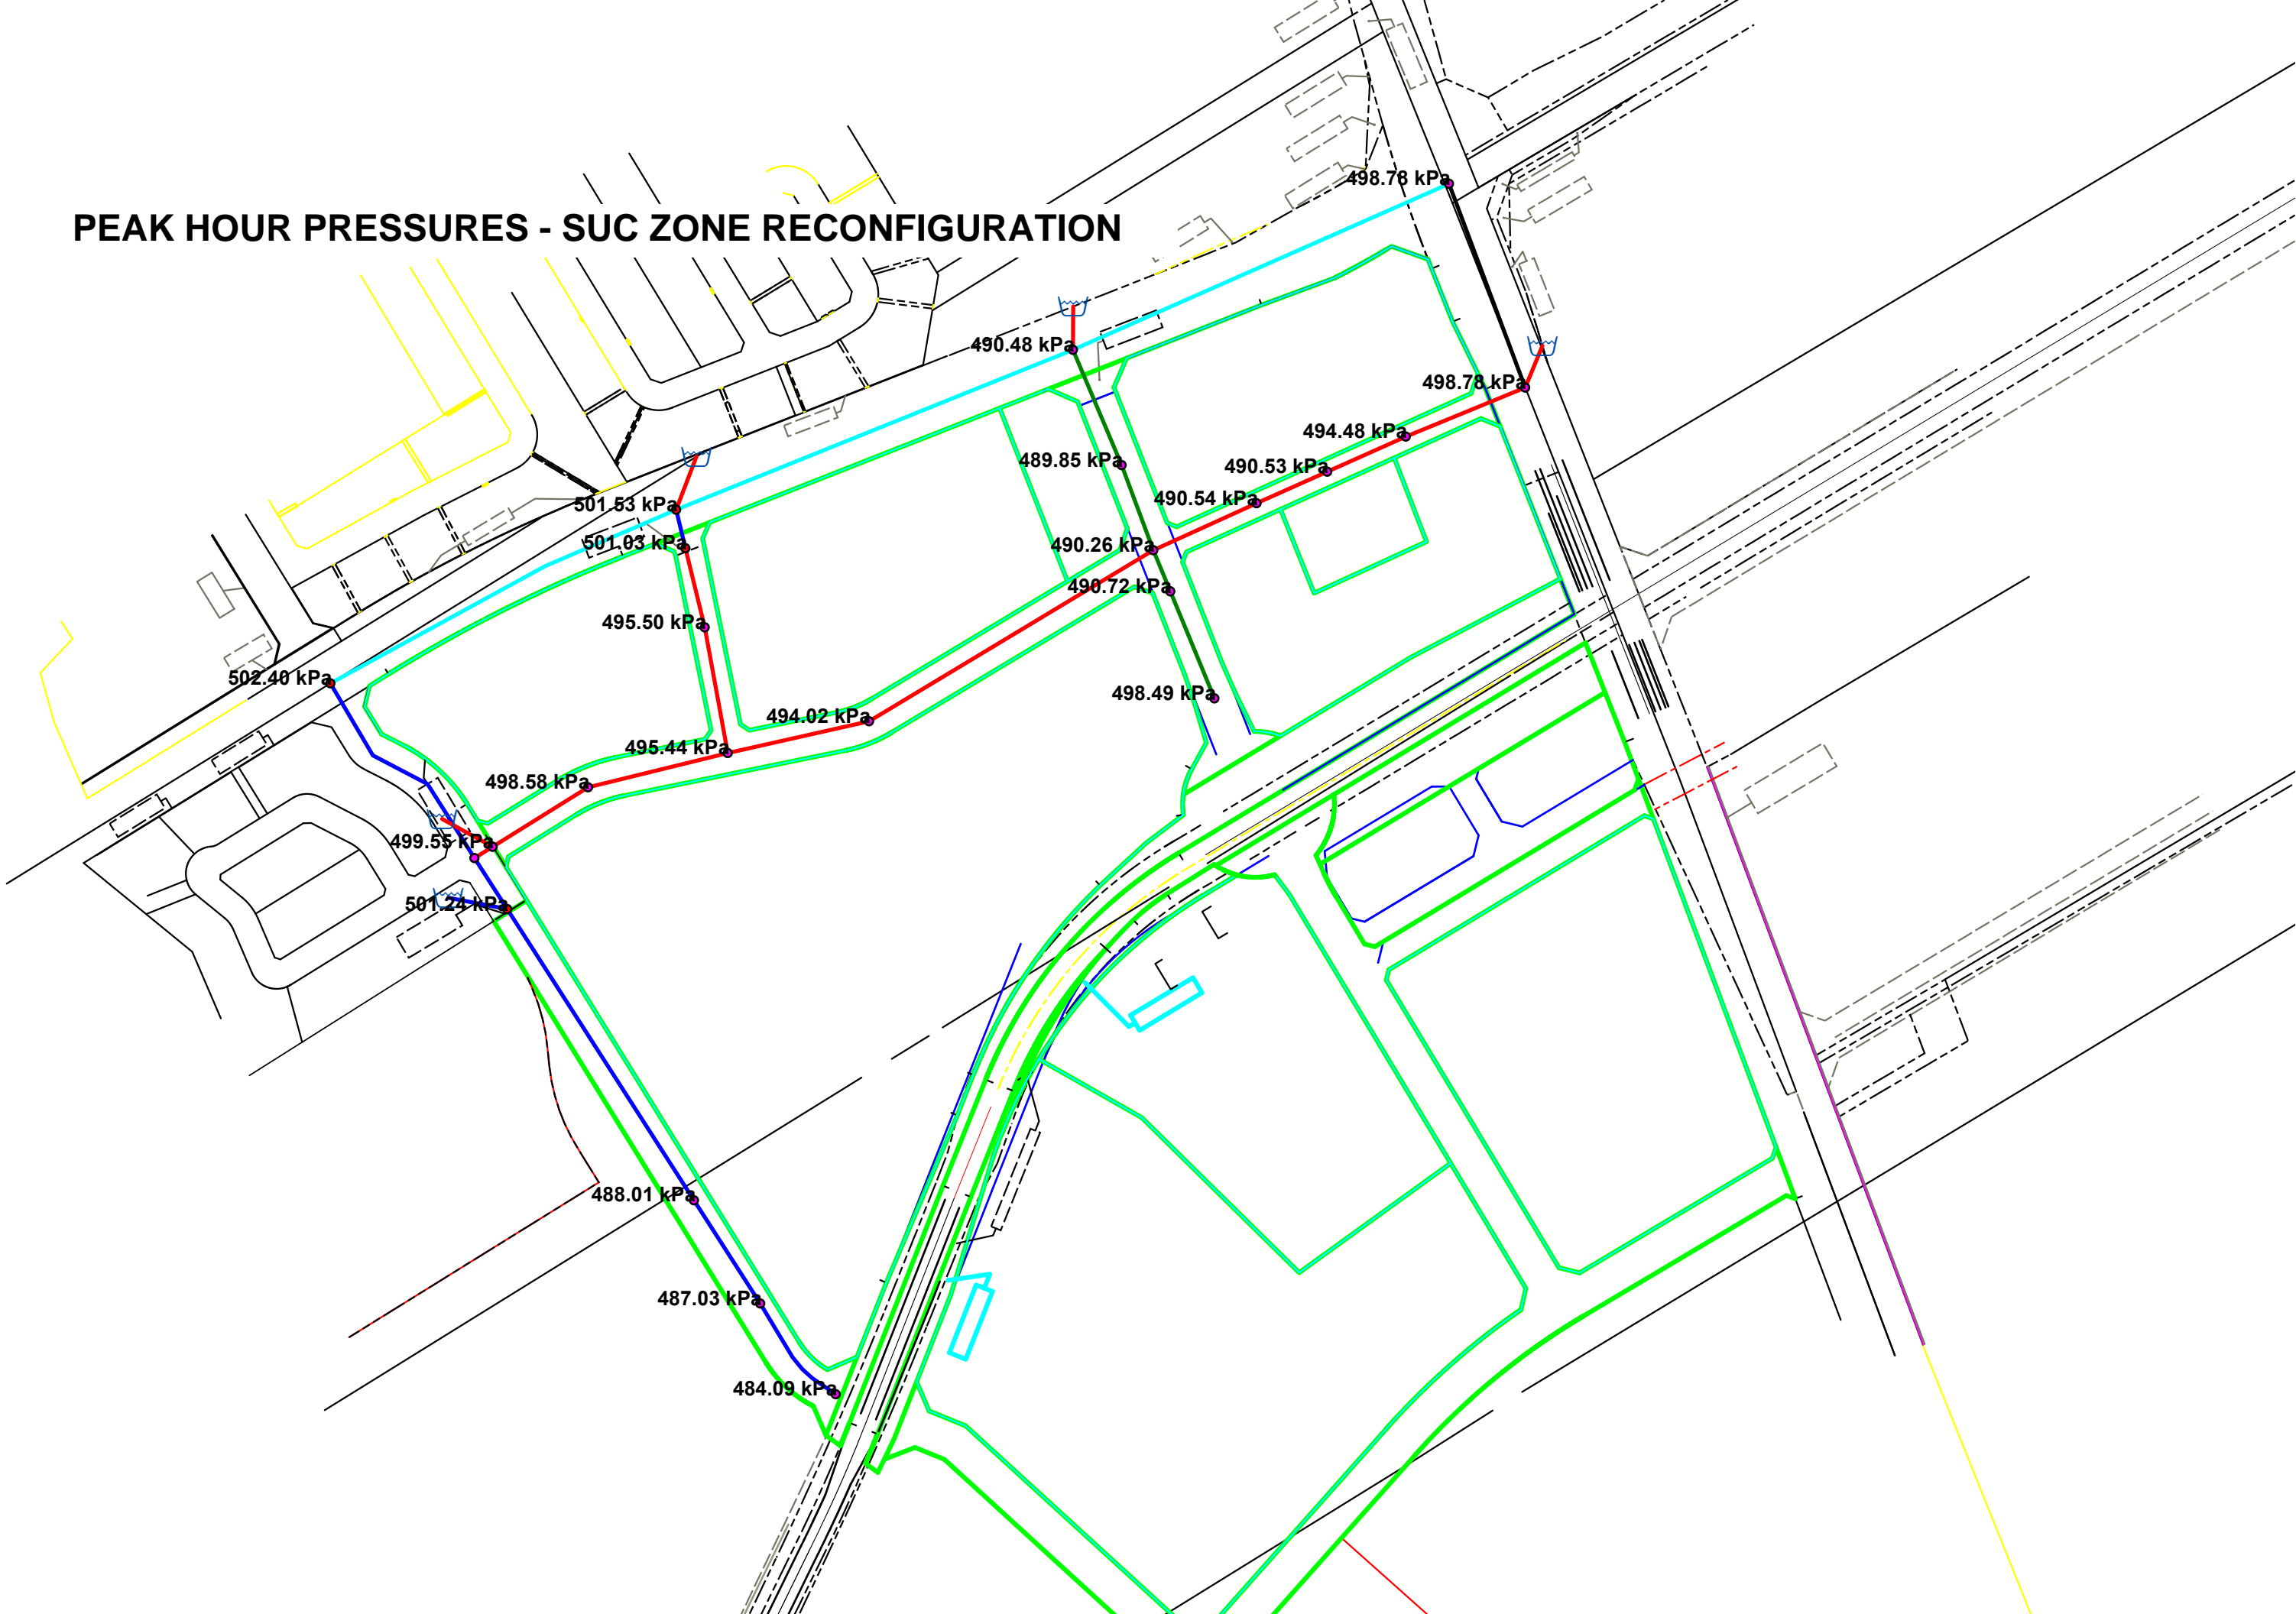 498.78 kPa
PEAK HOUR PRESSURES - SUC ZONE RECONFIGURATION
490.48 kPa
498.78 kPa
494.48 kPa
489.85 kPa
490.53 kPa
490.54 kPa
501.53 kPa
501.03 kPa
490.26 kPa
490.72 kPa
495.50 kPa
502.40 kPa
498.49 kPa
494.02 kPa
495.44 kPa
498.58 kPa
499.55 kPa
501.24 kPa
488.01 kPa
487.03 kPa
484.09 kPa